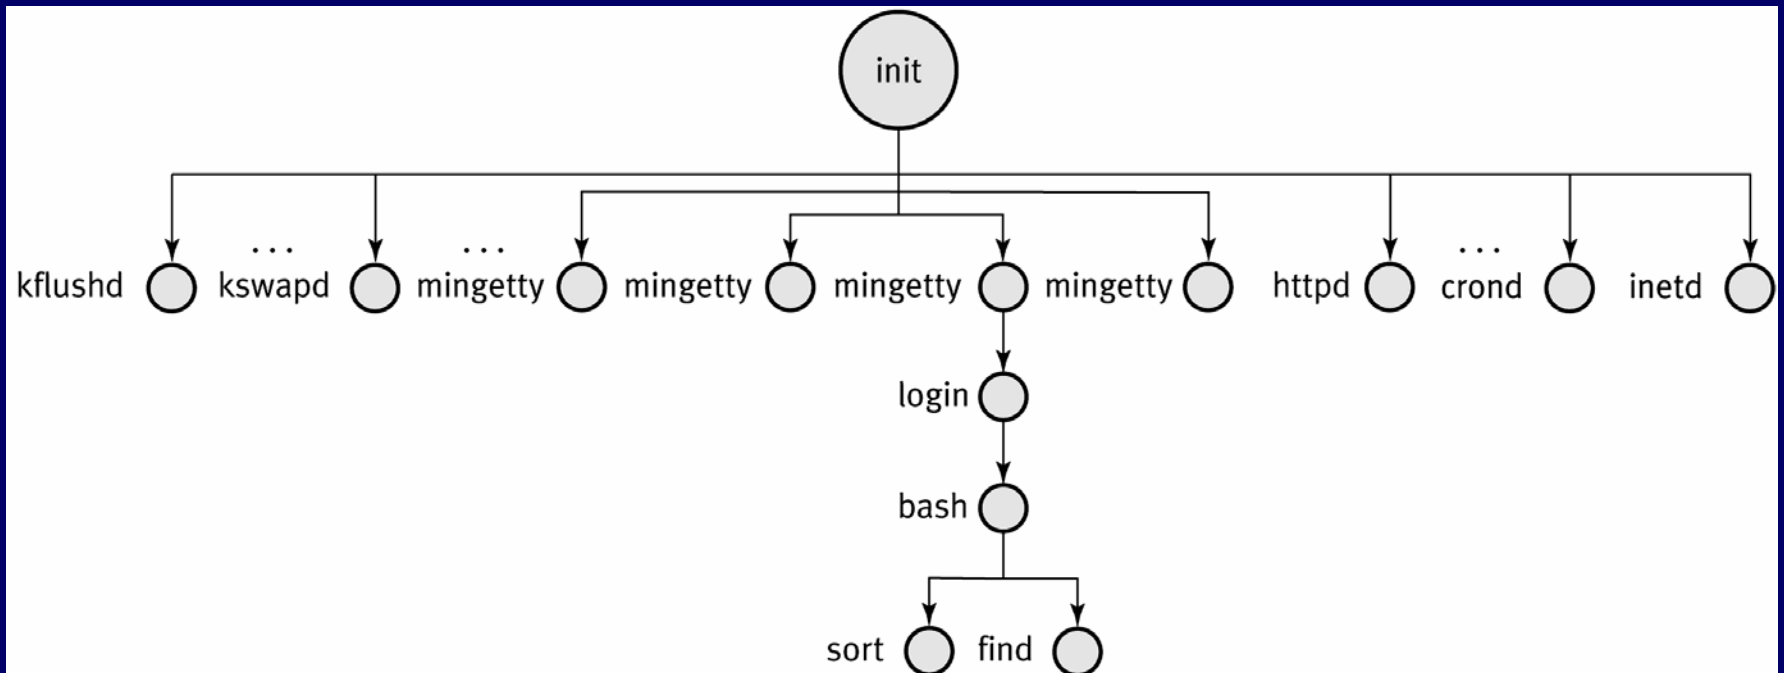 init
... ... ...
kflushd kswapd mingetty mingetty mingetty mingetty httpd crond inetd
login
bash
sort find